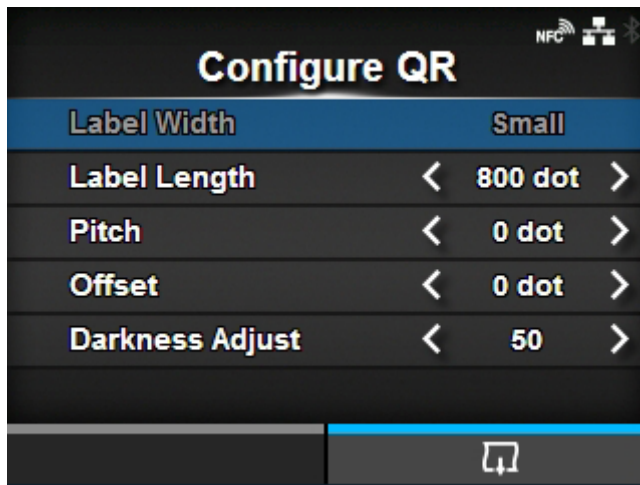 NFC
Configure QR
Label Width Small
Label Length 800 dot
Pitch 0 dot
Offset 0 dot
Darkness Adjust 50